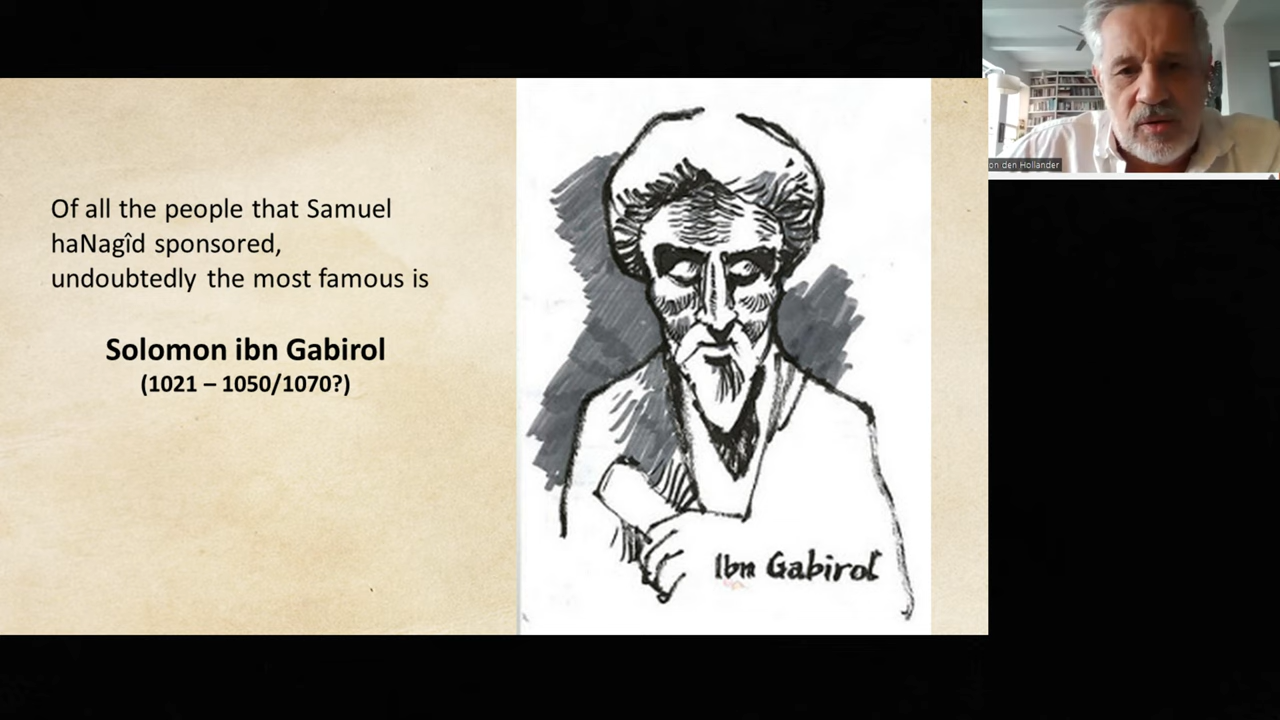 Of all the people that Samuel
haNagîd sponsored,
undoubtedly the most famous is
Solomon ibn Gabirol
(1021 – 1050/1070?)
Ibn Gabirol
on den Hollander